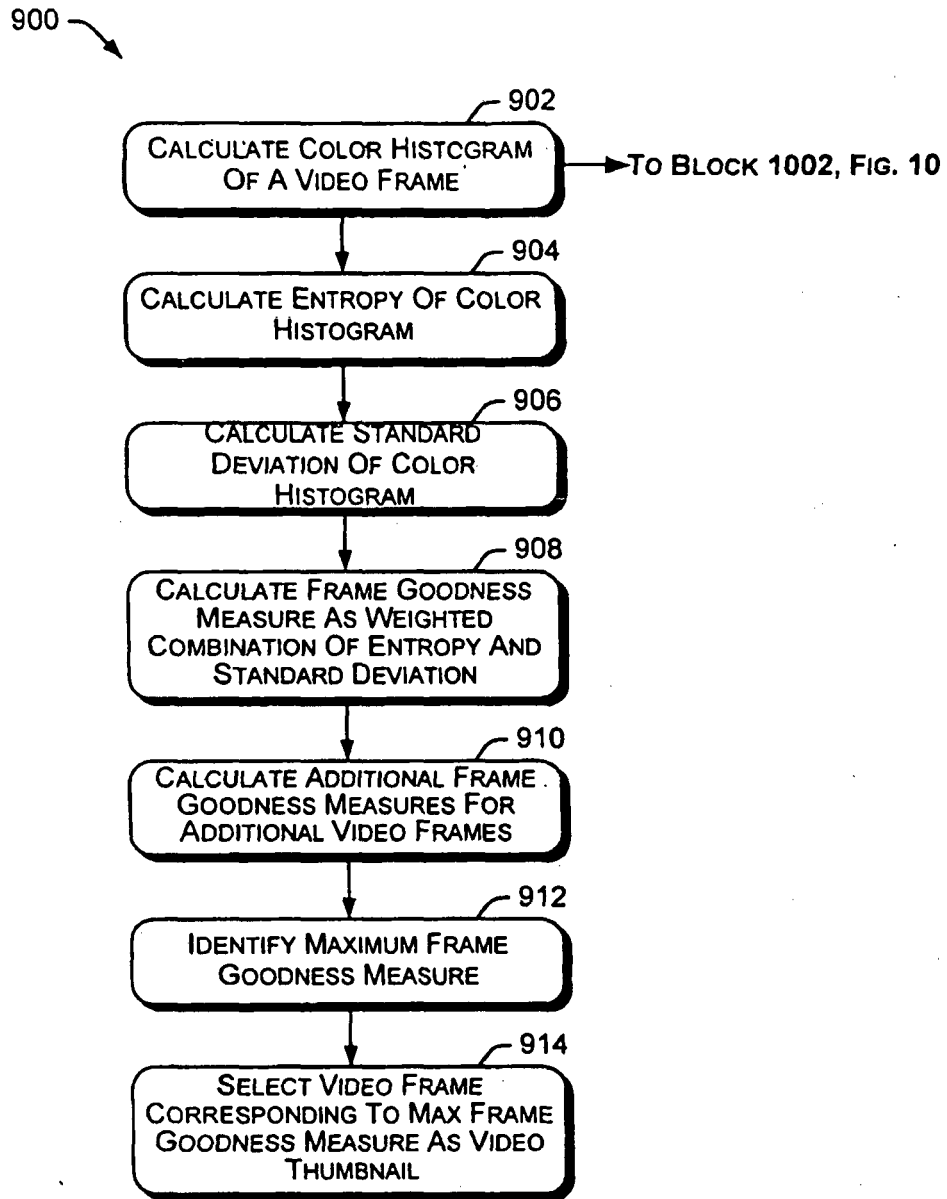 900
902
CALCULATE COLOR HISTOGRAM
OF A VIDEO FRAME
TO BLOCK 1002, FIG. 10
904
CALCULATE ENTROPY OF COLOR
HISTOGRAM
906
CALCULATE STANDARD
DEVIATION OF COLOR
HISTOGRAM
908
CALCULATE FRAME GOODNESS
MEASURE AS WEIGHTED
COMBINATION OF ENTROPY AND
STANDARD DEVIATION
910
CALCULATE ADDITIONAL FRAME
GOODNESS MEASURES FOR
ADDITIONAL VIDEO FRAMES
912
IDENTIFY MAXIMUM FRAME
GOODNESS MEASURE
914
SELECT VIDEO FRAME
CORRESPONDING TO MAX FRAME
GOODNESS MEASURE AS VIDEO
THUMBNAIL